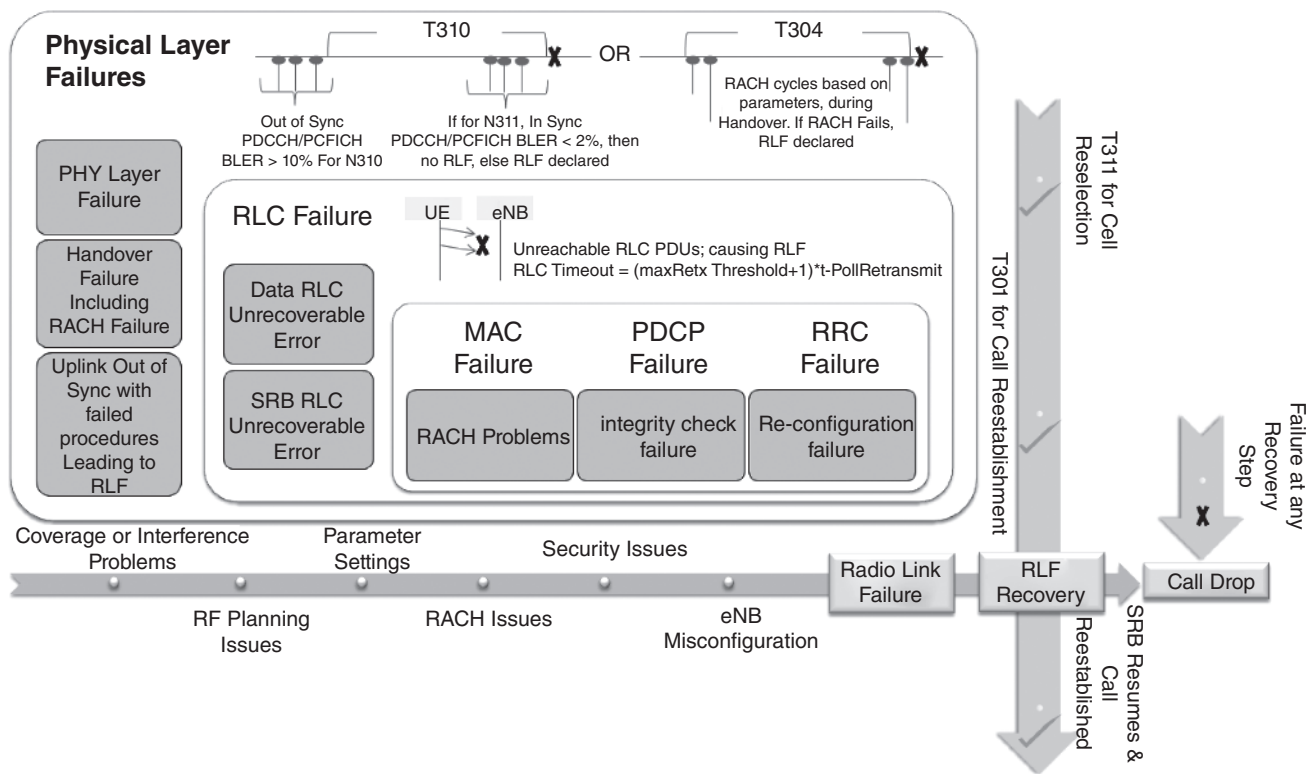 Physical Layer
Failures
T310
OR
T304
Out of Sync
PDCCH/PCFICH
BLER > 10% For N310
If for N311, In Sync
PDCCH/PCFICH BLER < 2%, then
no RLF, else RLF declared
RACH cycles based on
parameters, during
Handover. If RACH Fails,
RLF declared
PHY Layer
Failure
Handover
Failure
Including
RACH Failure
Uplink Out of
Sync with
failed
procedures
Leading to
RLF
RLC Failure
UE
eNB
Unreachable RLC PDUs; causing RLF
RLC Timeout = (maxRetx Threshold+1)*t-PollRetransmit
Data RLC
Unrecoverable
Error
SRB RLC
Unrecoverable
Error
MAC
Failure
RACH Problems
PDCP
Failure
integrity check
failure
RRC
Failure
Re-configuration
failure
T311 for Cell
Reselection
T301 for Call Reestablishment
Failure at any
Recovery
Step
Coverage or Interference
Problems
RF Planning
Issues
Parameter
Settings
RACH Issues
Security Issues
eNB
Misconfiguration
Radio Link
Failure
RLF
Recovery
Call Drop
SRB Resumes &
Call
Reestablished